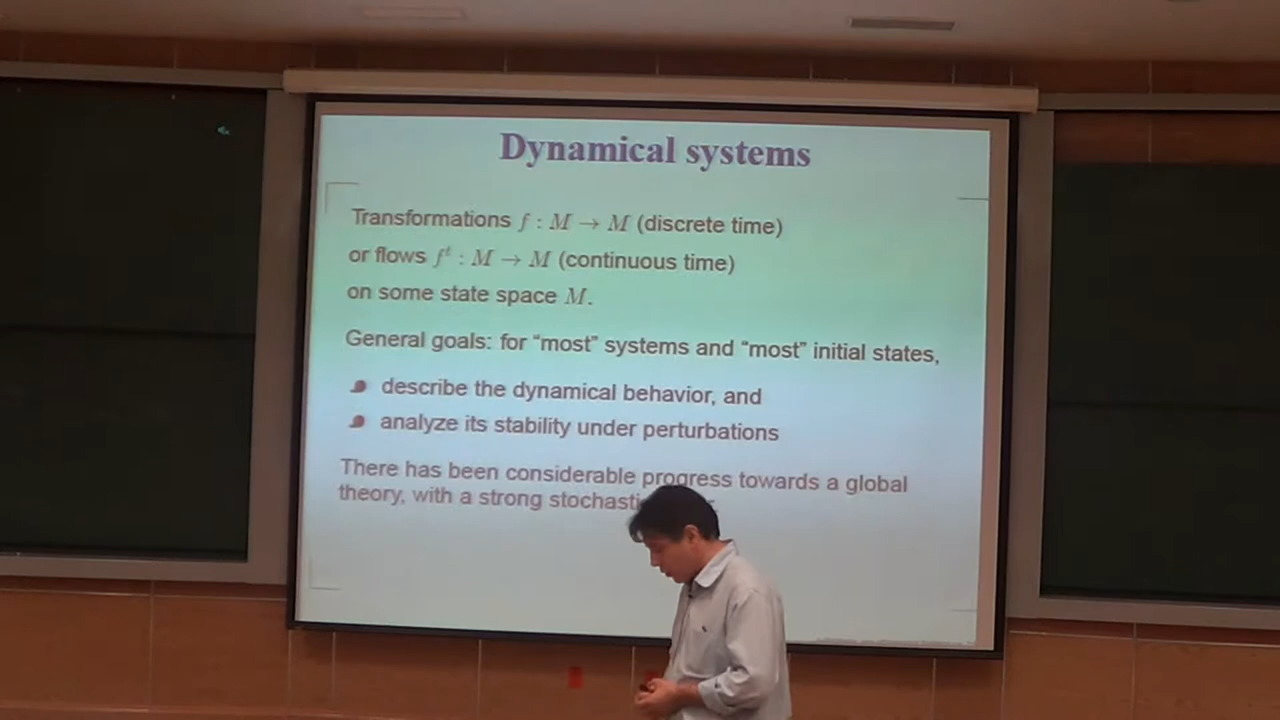 Dynamical systems
Transformations f : M → M (discrete time)
or flows fᵗ : M → M (continuous time)
on some state space M.
General goals: for “most” systems and “most” initial states,
describe the dynamical behavior, and
analyze its stability under perturbations
There has been considerable progress towards a global
theory, with a strong